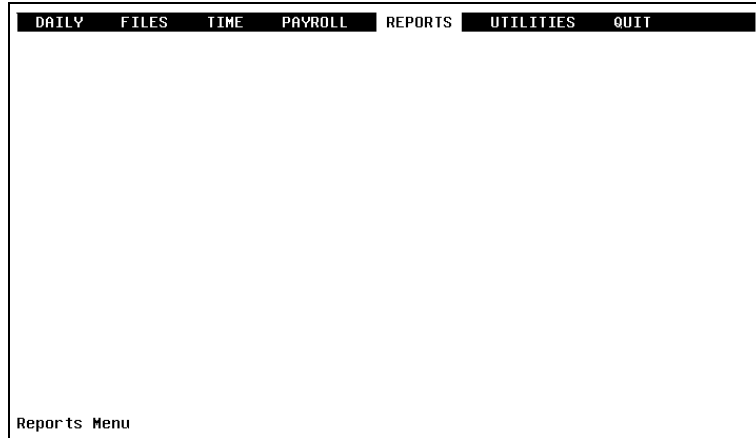 DAILY FILES TIME PAYROLL REPORTS UTILITIES QUIT
Reports Menu